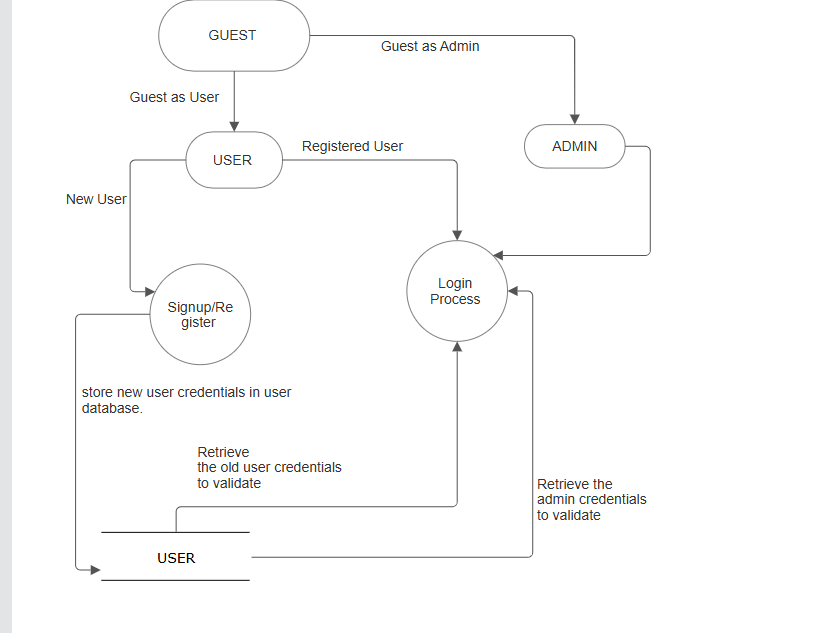 GUEST
Guest as Admin
Guest as User
Registered User
ADMIN
USER
New User
Login
Process
Signup/Re
gister
store new user credentials in user
database.
Retrieve
the old user credentials
to validate
Retrieve the
admin credentials
to validate
USER